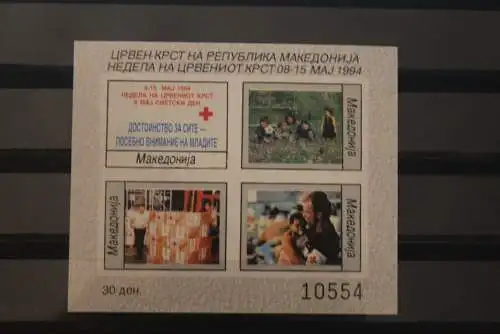 ЦРВЕН КРСТ НА РЕПУБЛИКА МАКЕДОНИЈА
НЕДЕЛА НА ЦРВЕНИОТ КРСТ 08-15 МАЈ 1994
8-15 МАЈ 1994
НЕДЕЛА НА ЦРВЕНИОТ КРСТ
8 МАЈ СВЕТСКИ ДЕН
ДОСТОИНСТВО ЗА СИТЕ –
ПОСЕБНО ВНИМАНИЕ НА МЛАДИТЕ
Македонија
Македонија
Македонија
Македонија
30 ден.
10554